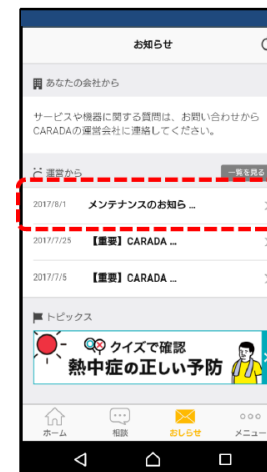 お知らせ
あなたの会社から
サービスや機器に関する質問は、お問い合わせから
CARADAの運営会社に連絡してください。
運営から
一覧を見る
2017/8/1 メンテナンスのお知ら ...
2017/7/25 【重要】CARADA ...
2017/7/5 【重要】CARADA ...
トピックス
クイズで確認
熱中症の正しい予防
ホーム
相談
おしらせ
メニュー